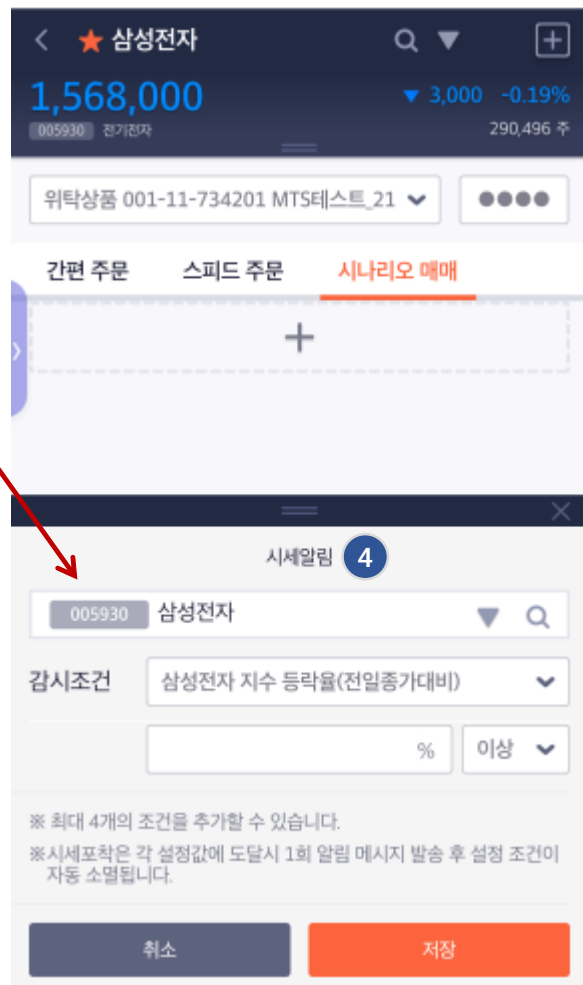 삼성전자
1,568,000 ▼ 3,000 -0.19%
005930 전기전자 290,496 주
위탁상품 001-11-734201 MTS테스트_21 ●●●●
간편 주문 스피드 주문 시나리오 매매
시세알림 4
005930 삼성전자
감시조건 삼성전자 지수 등락율(전일종가대비)
% 이상
※ 최대 4개의 조건을 추가할 수 있습니다.
※시세포착은 각 설정값에 도달시 1회 알림 메시지 발송 후 설정 조건이
자동 소멸됩니다.
취소 저장